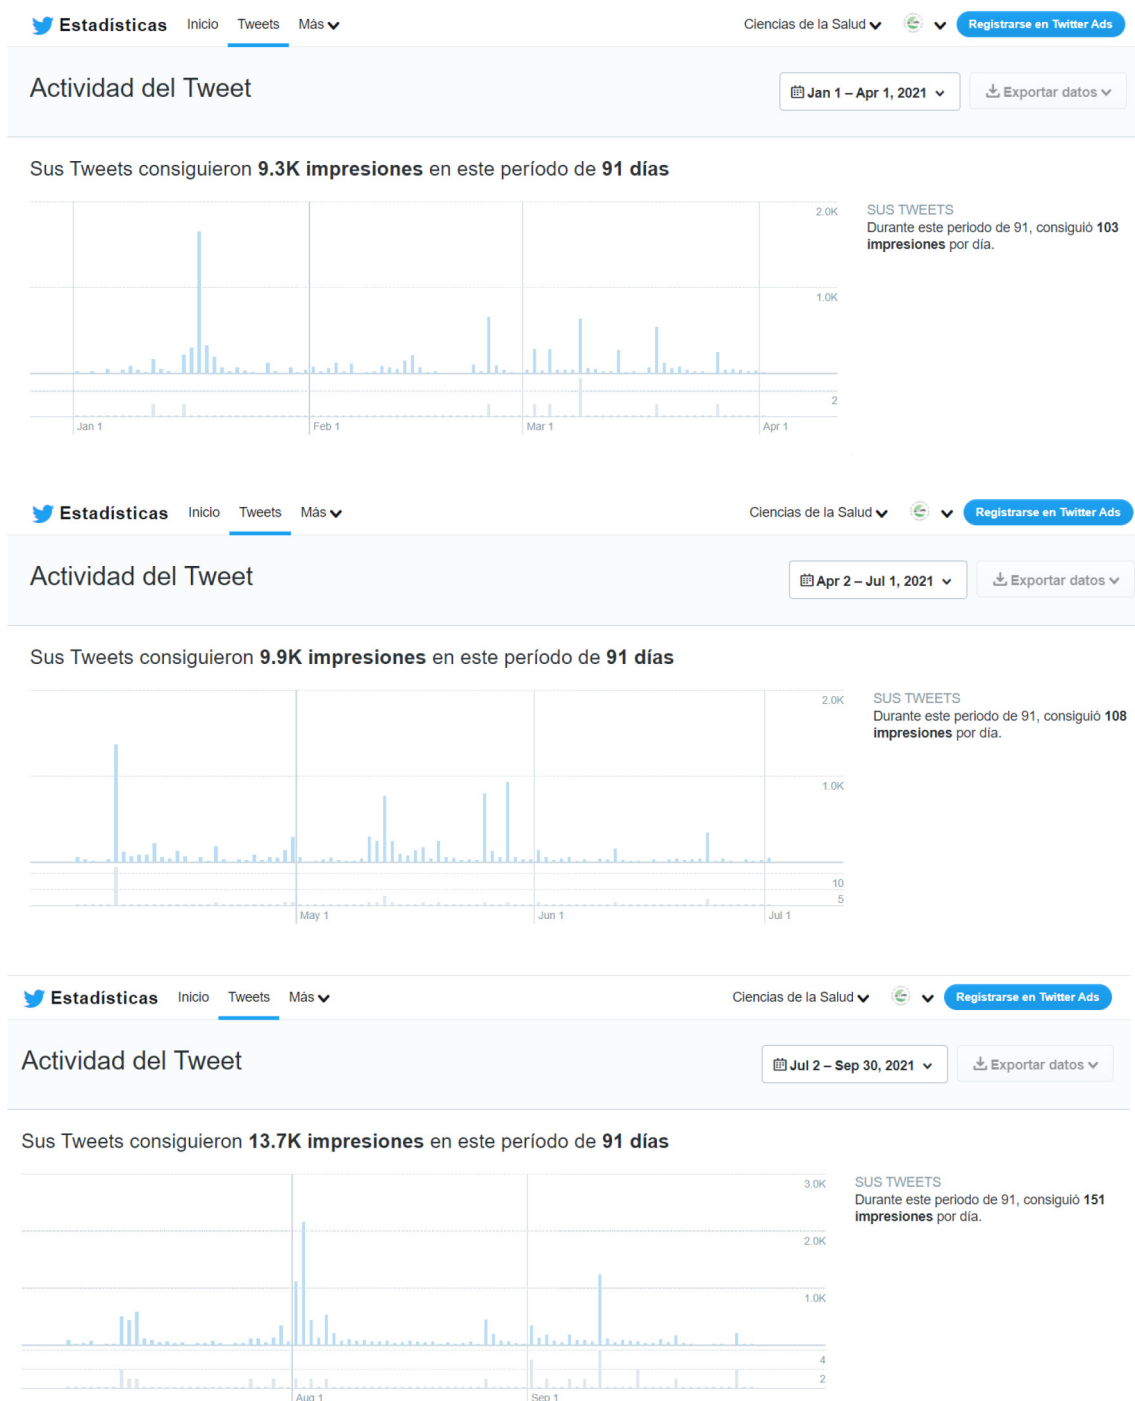 Estadísticas Inicio Tweets Más Ciencias de la Salud Registrarse en Twitter Ads
Actividad del Tweet Jan 1 – Apr 1, 2021 Exportar datos
Sus Tweets consiguieron 9.3K impresiones en este período de 91 días
2.0K
SUS TWEETS
Durante este periodo de 91, consiguió 103
impresiones por día.
1.0K
2
Jan 1 Feb 1 Mar 1 Apr 1
Estadísticas Inicio Tweets Más Ciencias de la Salud Registrarse en Twitter Ads
Actividad del Tweet Apr 2 – Jul 1, 2021 Exportar datos
Sus Tweets consiguieron 9.9K impresiones en este período de 91 días
2.0K
SUS TWEETS
Durante este periodo de 91, consiguió 108
impresiones por día.
1.0K
10
5
May 1 Jun 1 Jul 1
Estadísticas Inicio Tweets Más Ciencias de la Salud Registrarse en Twitter Ads
Actividad del Tweet Jul 2 – Sep 30, 2021 Exportar datos
Sus Tweets consiguieron 13.7K impresiones en este período de 91 días
3.0K
SUS TWEETS
Durante este periodo de 91, consiguió 151
impresiones por día.
2.0K
1.0K
4
2
Aug 1 Sep 1